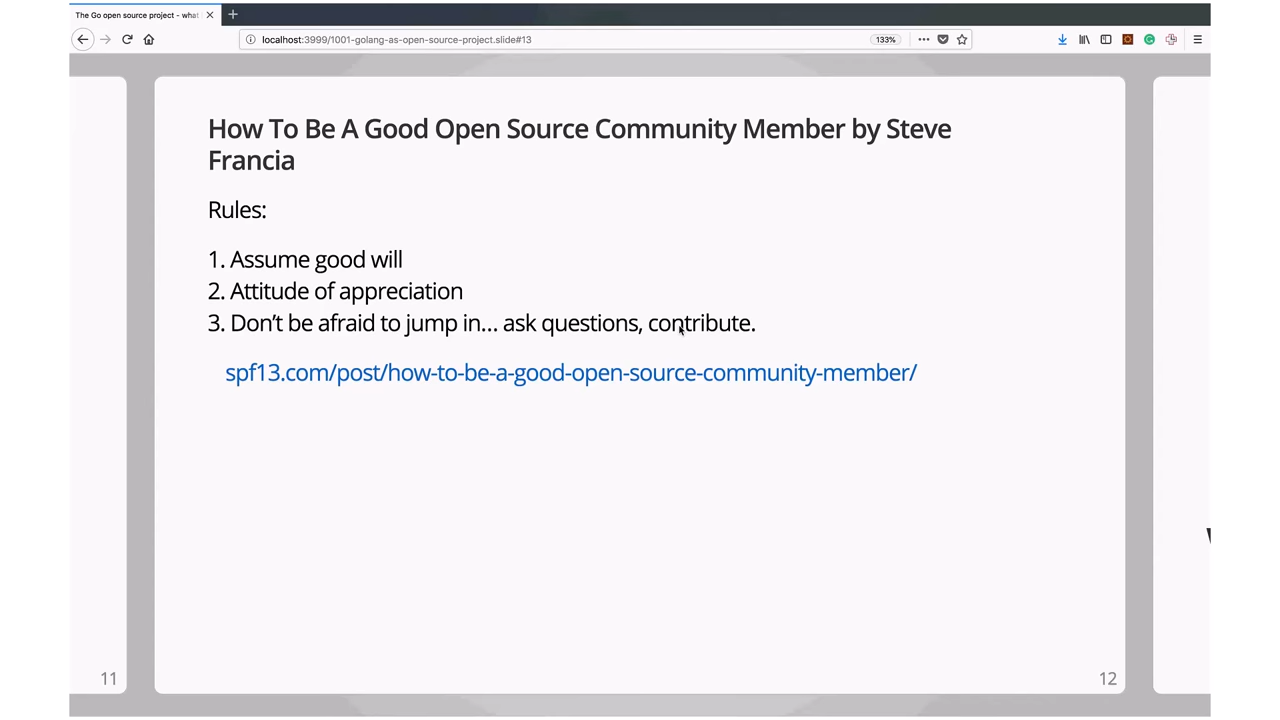 The Go open source project - what
localhost:3999/1001-golang-as-open-source-project.slide#13
133%
How To Be A Good Open Source Community Member by Steve
Francia
Rules:
1. Assume good will
2. Attitude of appreciation
3. Don’t be afraid to jump in... ask questions, contribute.
spf13.com/post/how-to-be-a-good-open-source-community-member/
11
12